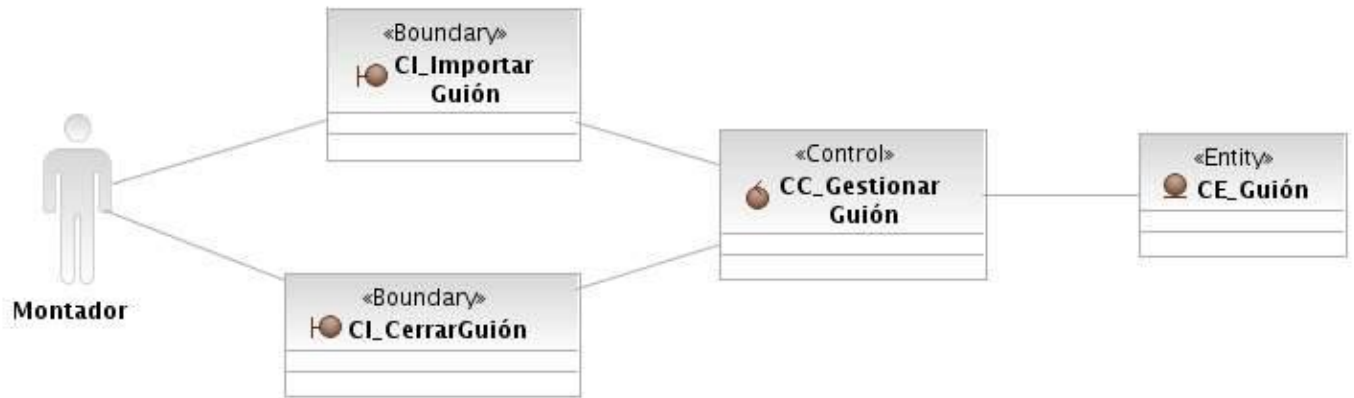 «Boundary»
CI_Importar
Guión
«Control»
CC_Gestionar
Guión
«Entity»
CE_Guión
Montador
«Boundary»
CI_CerrarGuión